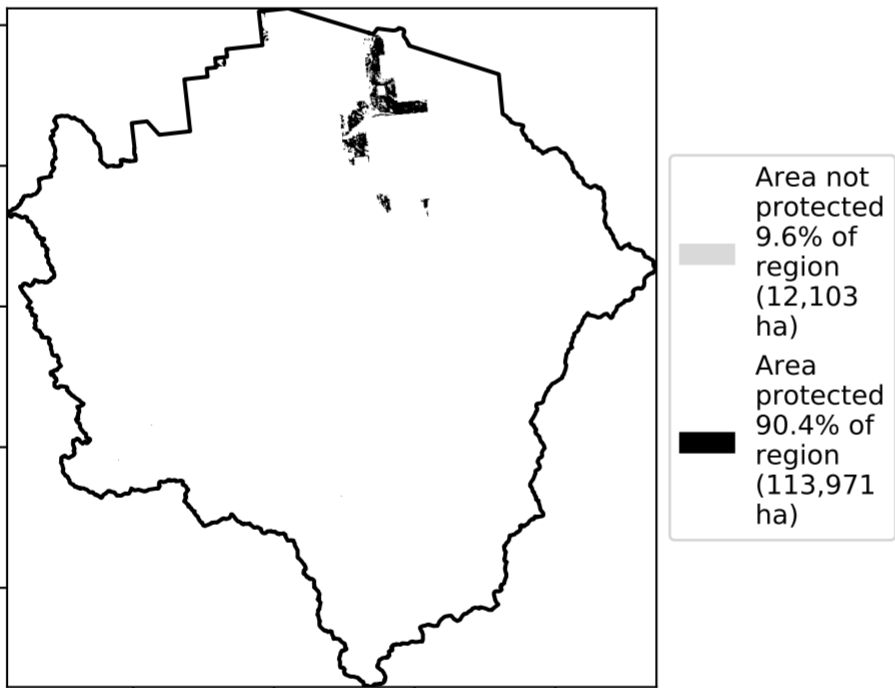 Area not
protected
9.6% of
region
(12,103
ha)
Area
protected
90.4% of
region
(113,971
ha)